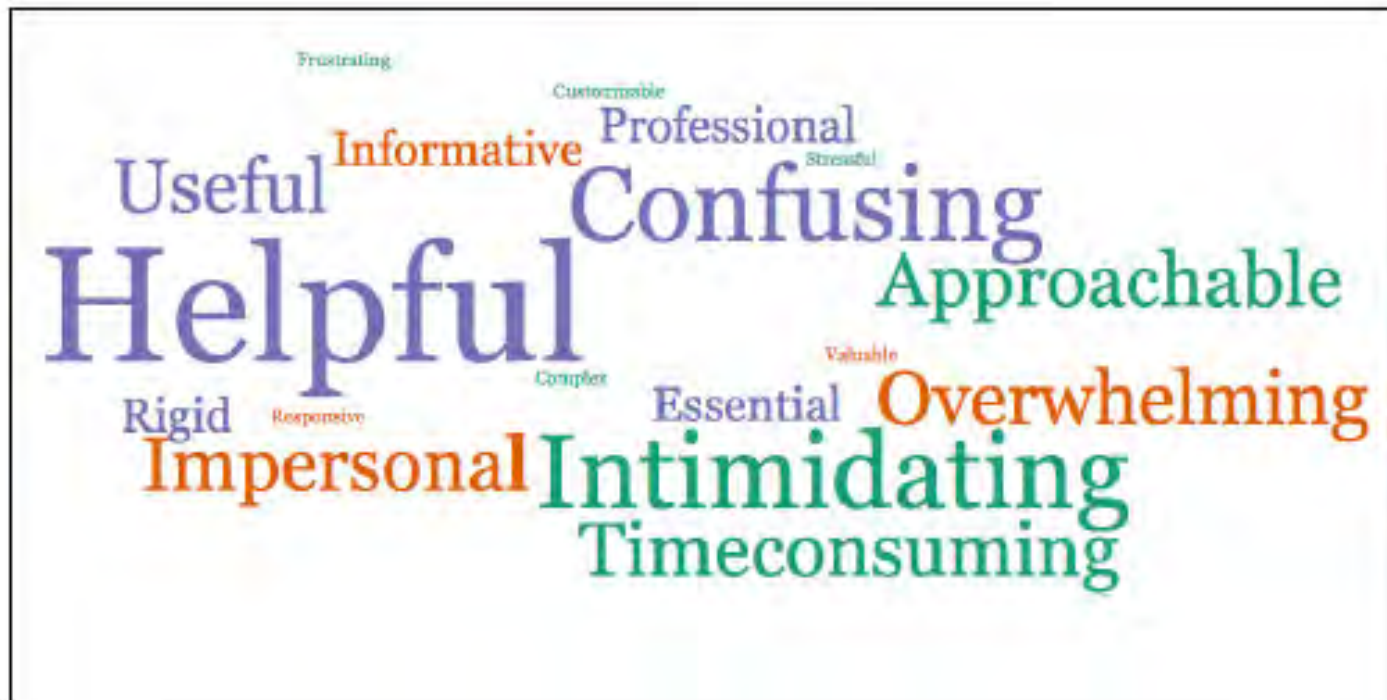 Frustrating
Customisable
Professional
Informative
Stressful
Useful
Confusing
Helpful
Approachable
Valuable
Complex
Essential
Overwhelming
Rigid
Responsive
Impersonal
Intimidating
Timeconsuming